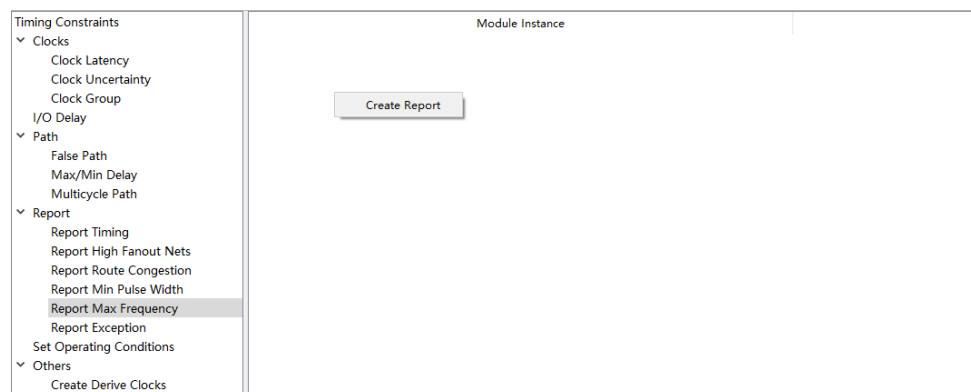 Timing Constraints
Clocks
Clock Latency
Clock Uncertainty
Clock Group
I/O Delay
Path
False Path
Max/Min Delay
Multicycle Path
Report
Report Timing
Report High Fanout Nets
Report Route Congestion
Report Min Pulse Width
Report Max Frequency
Report Exception
Set Operating Conditions
Others
Create Derive Clocks
Module Instance
Create Report